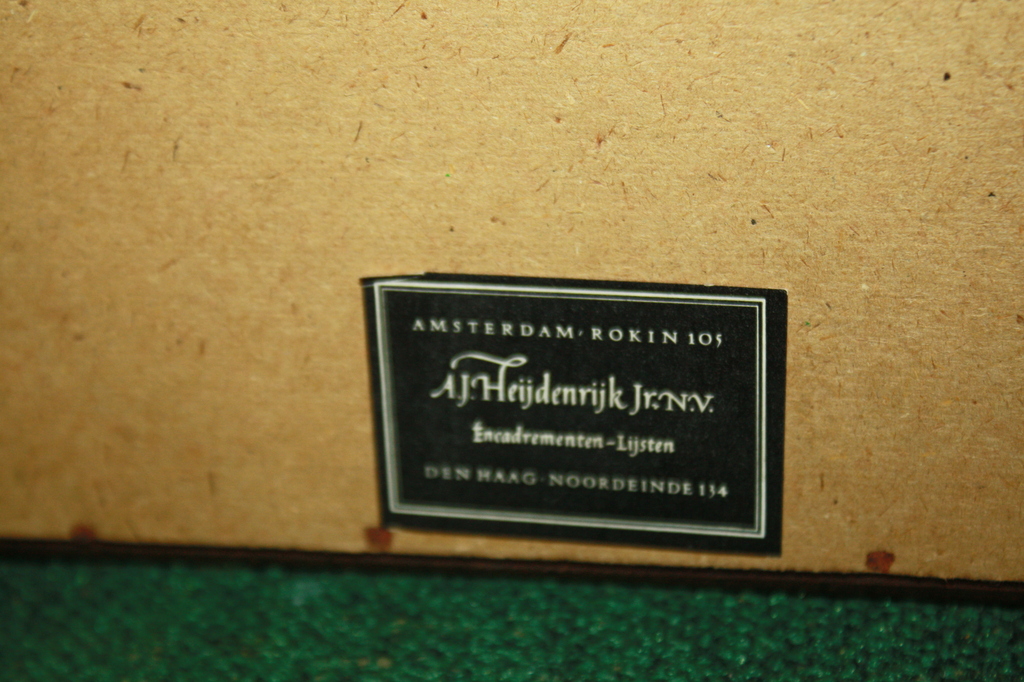 AMSTERDAM · ROKIN 105
A.J. Heijdenrijk Jr. N.V.
Encadrementen - Lijsten
DEN HAAG · NOORDEINDE 134